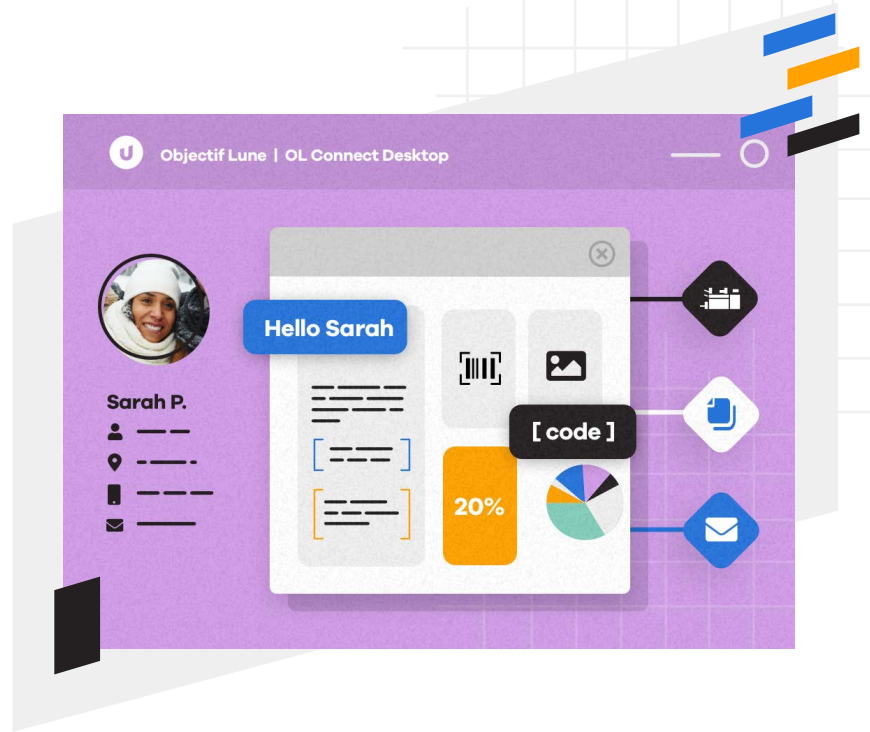 Objectif Lune | OL Connect Desktop
Hello Sarah
Sarah P.
[ code ]
20%